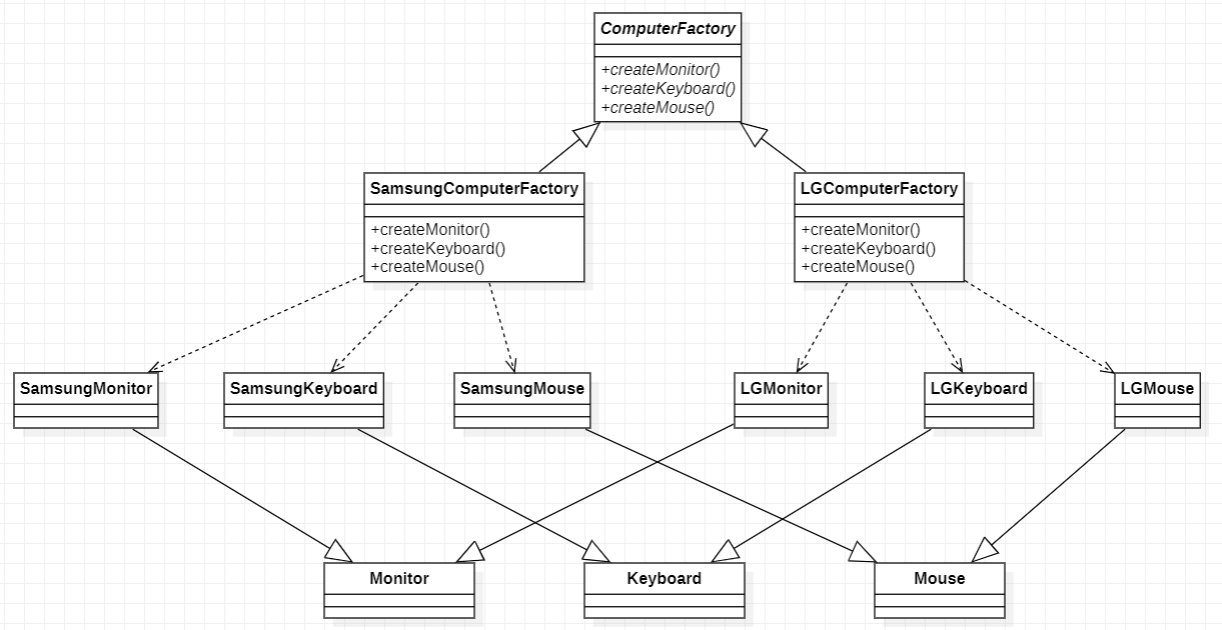 ComputerFactory
+createMonitor()
+createKeyboard()
+createMouse()
SamsungComputerFactory
+createMonitor()
+createKeyboard()
+createMouse()
LGComputerFactory
+createMonitor()
+createKeyboard()
+createMouse()
SamsungMonitor
SamsungKeyboard
SamsungMouse
LGMonitor
LGKeyboard
LGMouse
Monitor
Keyboard
Mouse